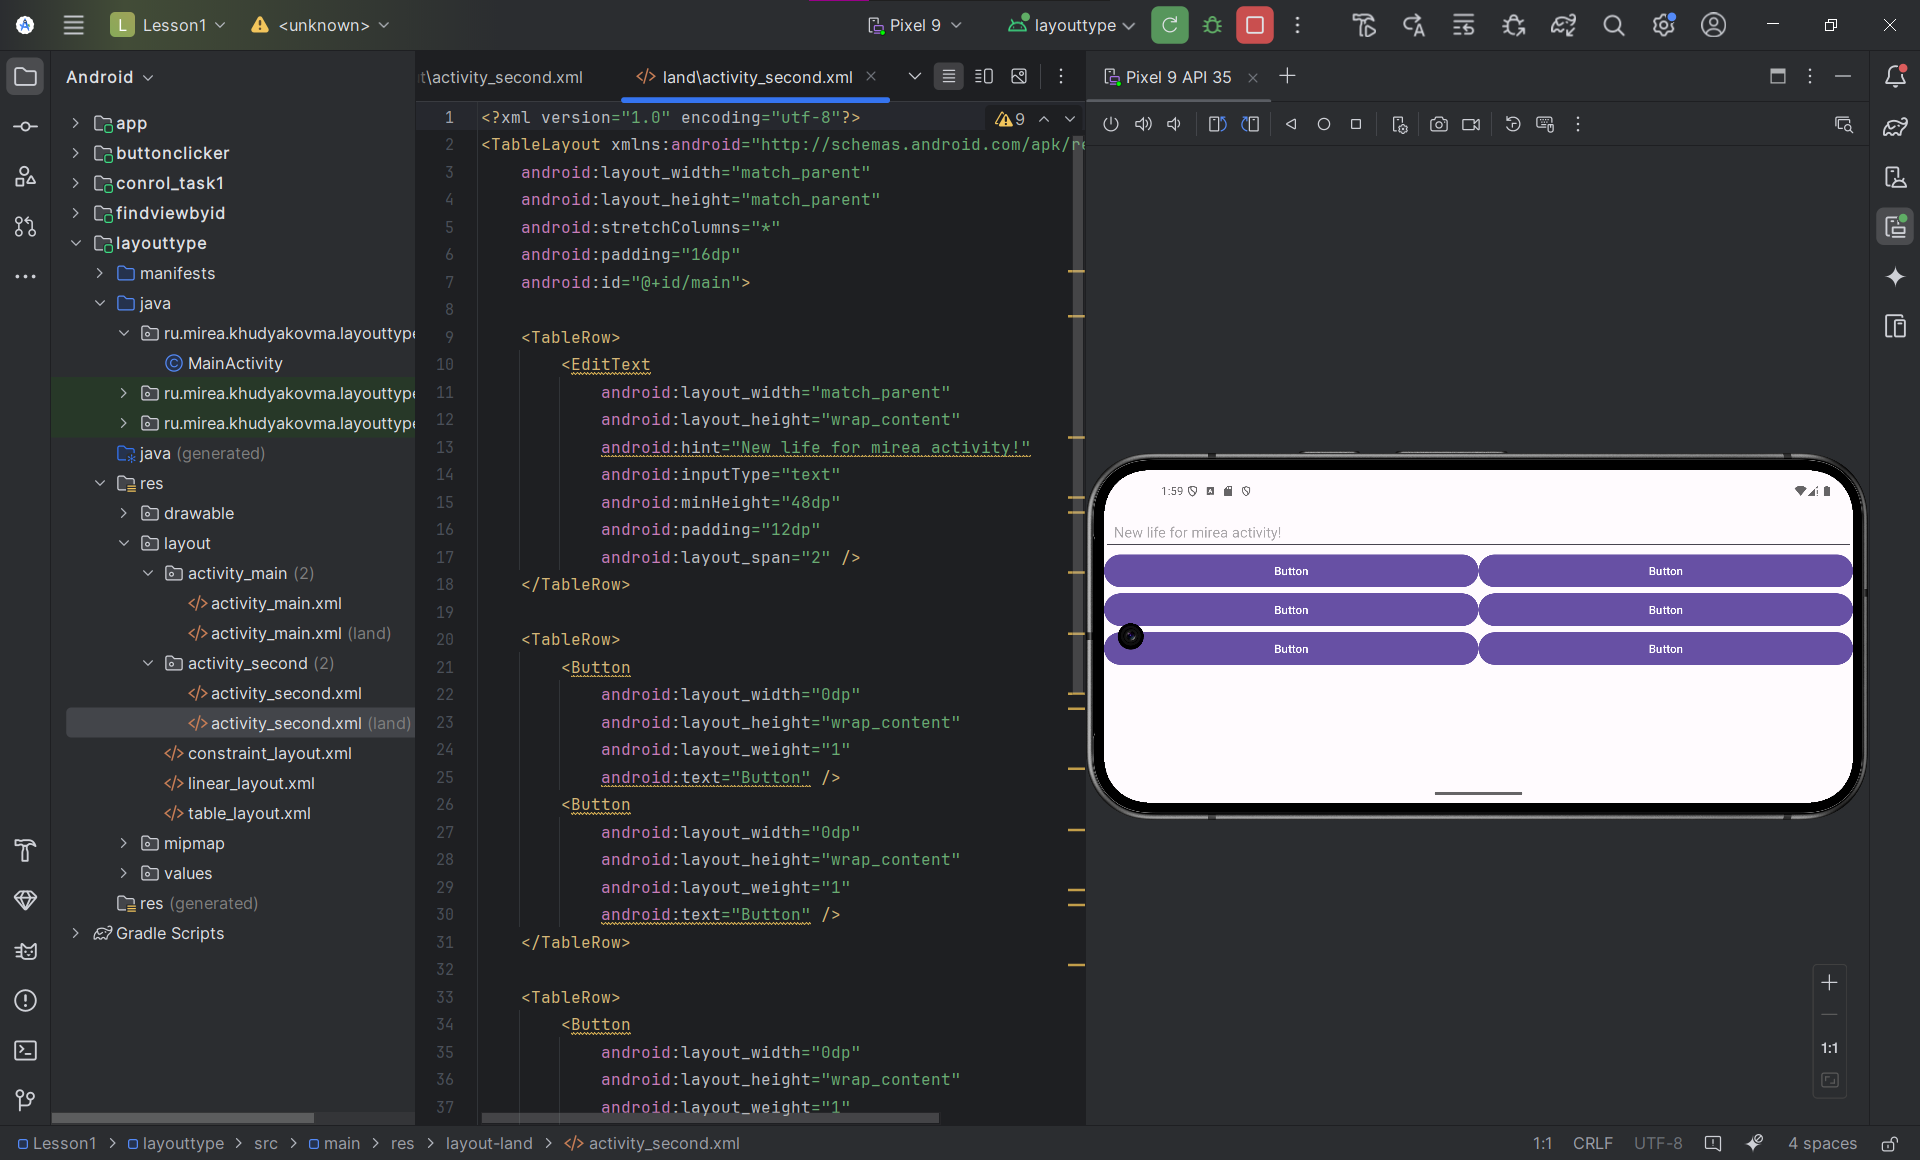 L Lesson1 <unknown> Pixel 9 layouttype
Android
t\activity_second.xml land\activity_second.xml
Pixel 9 API 35
app
buttonclicker
conrol_task1
findviewbyid
layouttype
manifests
java
ru.mirea.khudyakovma.layouttype
MainActivity
ru.mirea.khudyakovma.layouttype
ru.mirea.khudyakovma.layouttype
java (generated)
res
drawable
layout
activity_main (2)
activity_main.xml
activity_main.xml (land)
activity_second (2)
activity_second.xml
activity_second.xml (land)
constraint_layout.xml
linear_layout.xml
table_layout.xml
mipmap
values
res (generated)
Gradle Scripts
9
1 <?xml version="1.0" encoding="utf-8"?>
2 <TableLayout xmlns:android="http://schemas.android.com/apk/re
3 android:layout_width="match_parent"
4 android:layout_height="match_parent"
5 android:stretchColumns="*"
6 android:padding="16dp"
7 android:id="@+id/main">
8
9 <TableRow>
10 <EditText
11 android:layout_width="match_parent"
12 android:layout_height="wrap_content"
13 android:hint="New life for mirea activity!"
14 android:inputType="text"
15 android:minHeight="48dp"
16 android:padding="12dp"
17 android:layout_span="2" />
18 </TableRow>
19
20 <TableRow>
21 <Button
22 android:layout_width="0dp"
23 android:layout_height="wrap_content"
24 android:layout_weight="1"
25 android:text="Button" />
26 <Button
27 android:layout_width="0dp"
28 android:layout_height="wrap_content"
29 android:layout_weight="1"
30 android:text="Button" />
31 </TableRow>
32
33 <TableRow>
34 <Button
35 android:layout_width="0dp"
36 android:layout_height="wrap_content"
37 android:layout_weight="1"
1:59
New life for mirea activity!
Button Button
Button Button
Button Button
1:1
Lesson1 > layouttype > src > main > res > layout-land > activity_second.xml
1:1 CRLF UTF-8 4 spaces